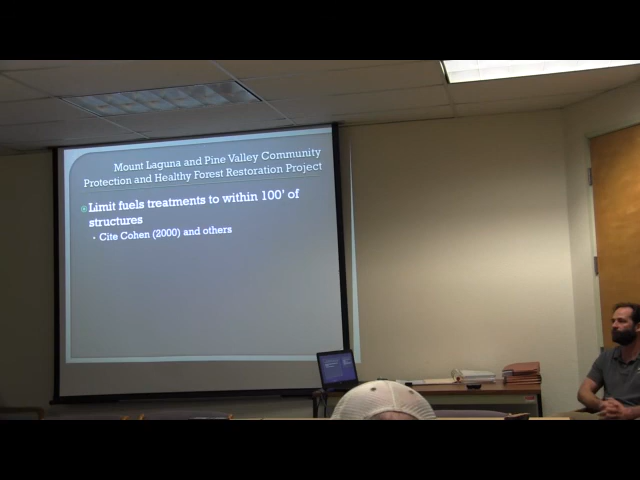 Mount Laguna and Pine Valley Community
Protection and Healthy Forest Restoration Project
Limit fuels treatments to within 100' of
structures
Cite Cohen (2000) and others